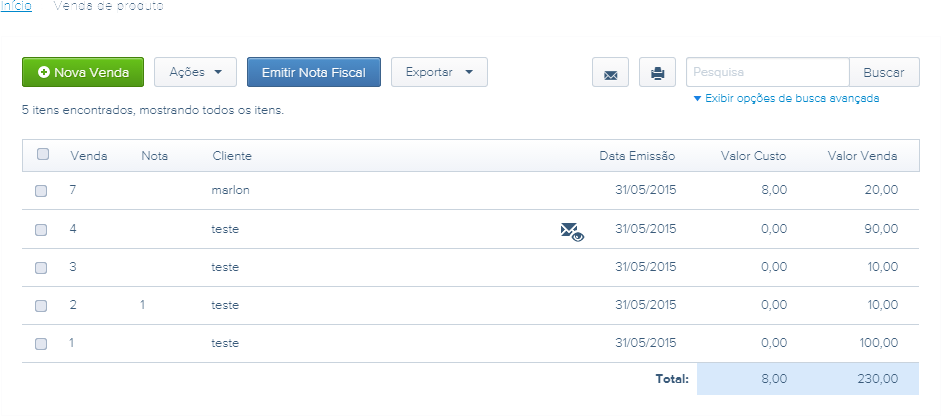 Início Venda de produto
Nova Venda Ações Emitir Nota Fiscal Exportar Pesquisa Buscar
Exibir opções de busca avançada
5 itens encontrados, mostrando todos os itens.
Venda Nota Cliente Data Emissão Valor Custo Valor Venda
7 marlon 31/05/2015 8,00 20,00
4 teste 31/05/2015 0,00 90,00
3 teste 31/05/2015 0,00 10,00
2 1 teste 31/05/2015 0,00 10,00
1 teste 31/05/2015 0,00 100,00
Total: 8,00 230,00